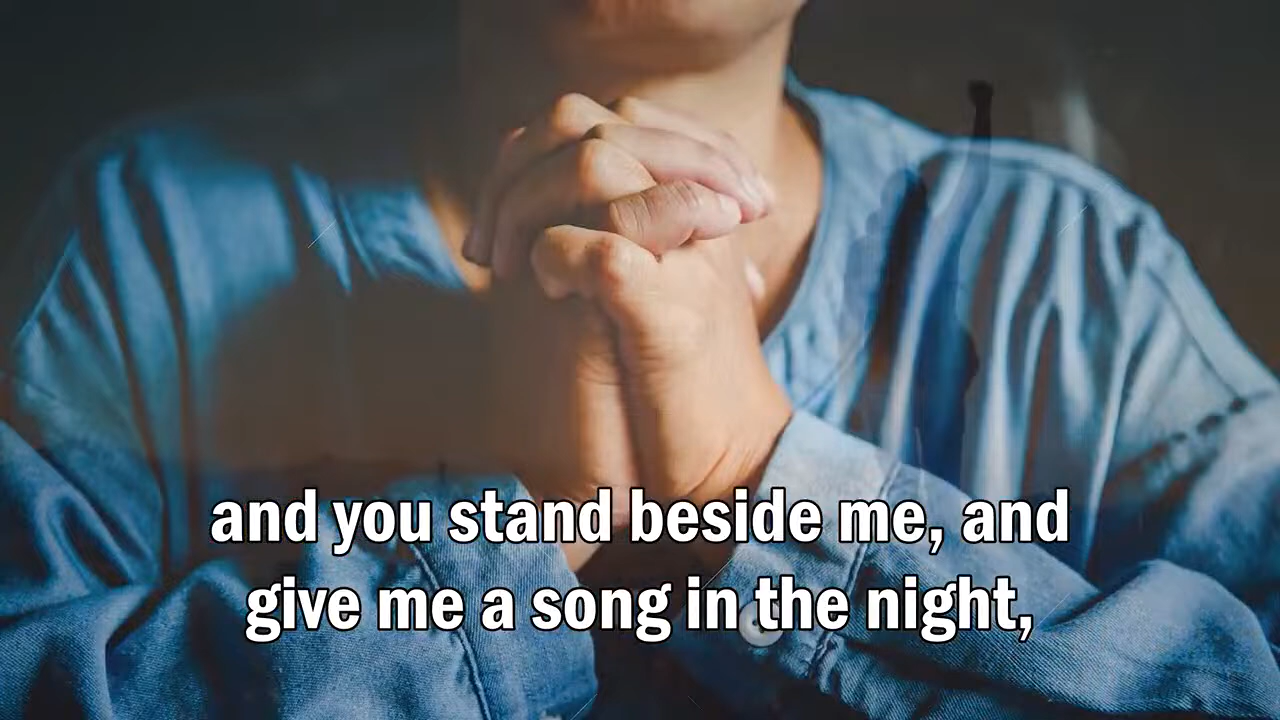 and you stand beside me, and
give me a song in the night,